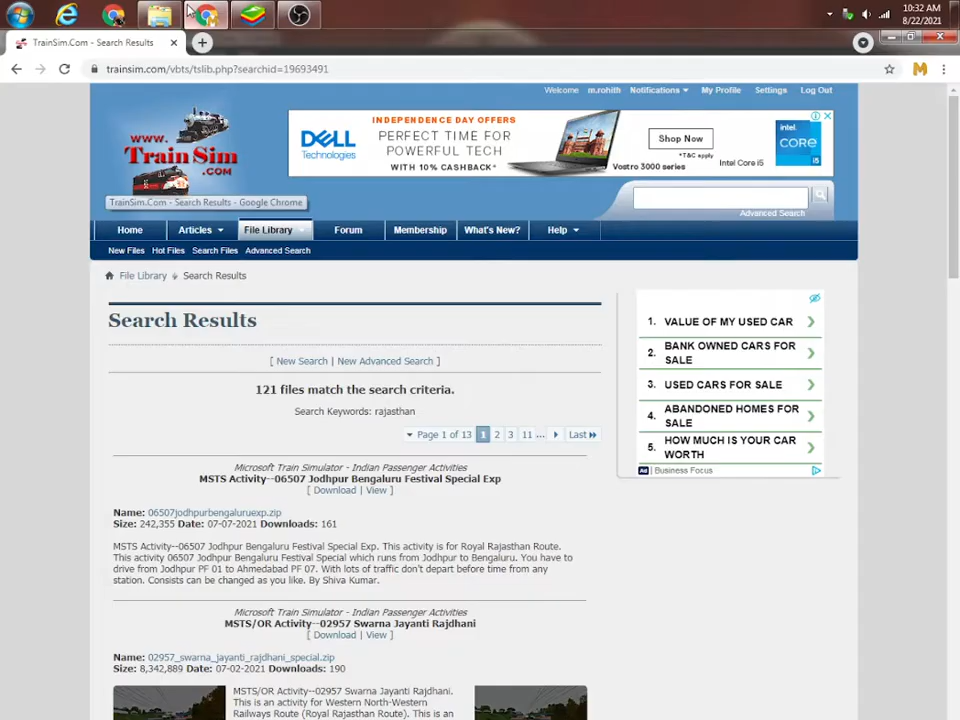 10:32 AM
8/22/2021
TrainSim.Com - Search Results
trainsim.com/vbts/tslib.php?searchid=19693491
Welcome m.rohith Notifications My Profile Settings Log Out
www.
TrainSim
.com
DELL
Technologies
INDEPENDENCE DAY OFFERS
PERFECT TIME FOR
POWERFUL TECH
WITH 10% CASHBACK*
Shop Now
*T&C apply
Vostro 3000 series Intel Core i5
intel.
CORE
i5
TrainSim.Com - Search Results - Google Chrome
Advanced Search
Home Articles File Library Forum Membership What's New? Help
New Files Hot Files Search Files Advanced Search
File Library Search Results
Search Results
[ New Search | New Advanced Search ]
121 files match the search criteria.
Search Keywords: rajasthan
Page 1 of 13 1 2 3 11 ... Last
Microsoft Train Simulator - Indian Passenger Activities
MSTS Activity--06507 Jodhpur Bengaluru Festival Special Exp
[ Download | View ]
Name: 06507jodhpurbengaluruexp.zip
Size: 242,355 Date: 07-07-2021 Downloads: 161
MSTS Activity--06507 Jodhpur Bengaluru Festival Special Exp. This activity is for Royal Rajasthan Route.
This activity 06507 Jodhpur Bengaluru Festival Special which runs from Jodhpur to Bengaluru. You have to
drive from Jodhpur PF 01 to Ahmedabad PF 07. With lots of traffic don't depart before time from any
station. Consists can be changed as you like. By Shiva Kumar.
Microsoft Train Simulator - Indian Passenger Activities
MSTS/OR Activity--02957 Swarna Jayanti Rajdhani
[ Download | View ]
Name: 02957_swarna_jayanti_rajdhani_special.zip
Size: 8,342,889 Date: 07-02-2021 Downloads: 190
MSTS/OR Activity--02957 Swarna Jayanti Rajdhani.
This is an activity for Western North-Western
Railways Route (Royal Rajasthan Route). This is an
1. VALUE OF MY USED CAR
2. BANK OWNED CARS FOR
SALE
3. USED CARS FOR SALE
4. ABANDONED HOMES FOR
SALE
5. HOW MUCH IS YOUR CAR
WORTH
Ad | Business Focus